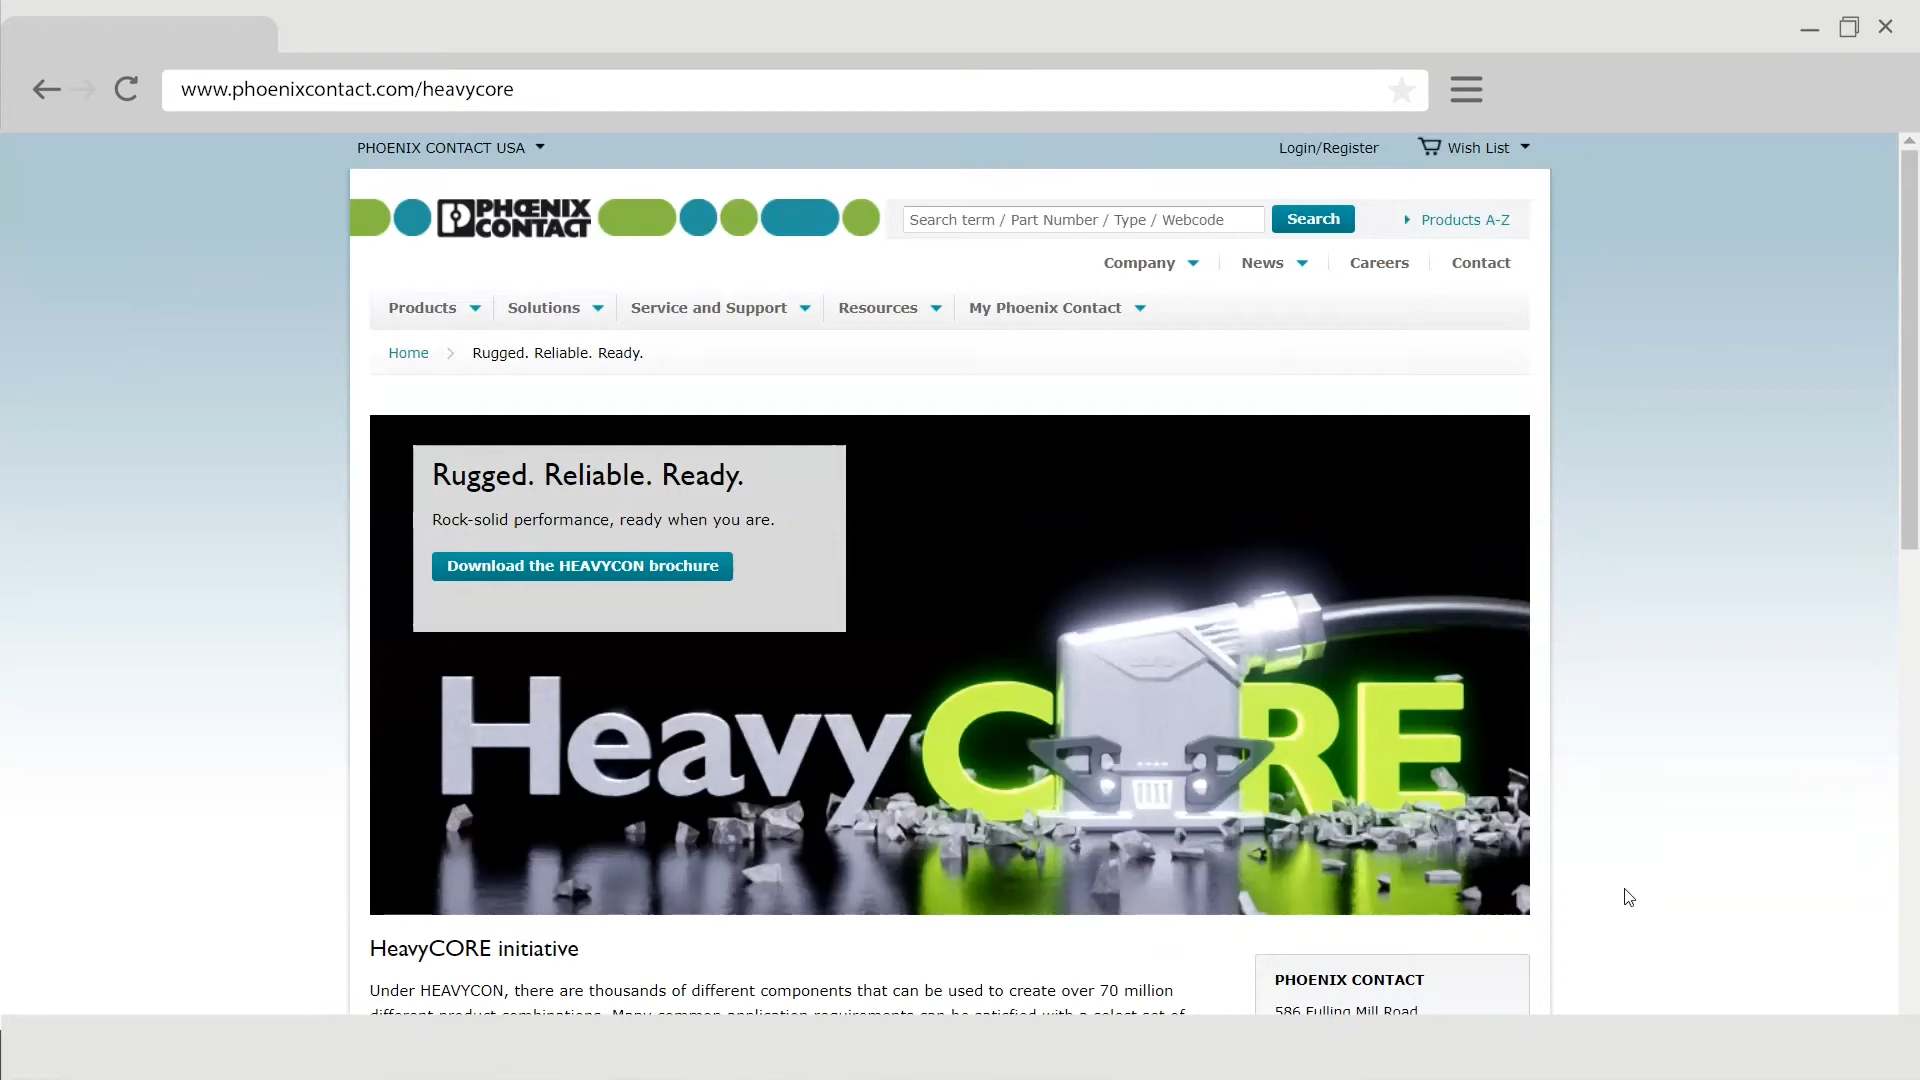 www.phoenixcontact.com/heavycore
PHOENIX CONTACT USA
Login/Register
Wish List
PHŒNIX
CONTACT
Search term / Part Number / Type / Webcode
Search
Products A-Z
Company
News
Careers
Contact
Products
Solutions
Service and Support
Resources
My Phoenix Contact
Home
Rugged. Reliable. Ready.
Rugged. Reliable. Ready.
Rock-solid performance, ready when you are.
Download the HEAVYCON brochure
HeavyCORE
HeavyCORE initiative
Under HEAVYCON, there are thousands of different components that can be used to create over 70 million
different product combinations. Many common application requirements can be satisfied with a select set of
PHOENIX CONTACT
586 Fulling Mill Road